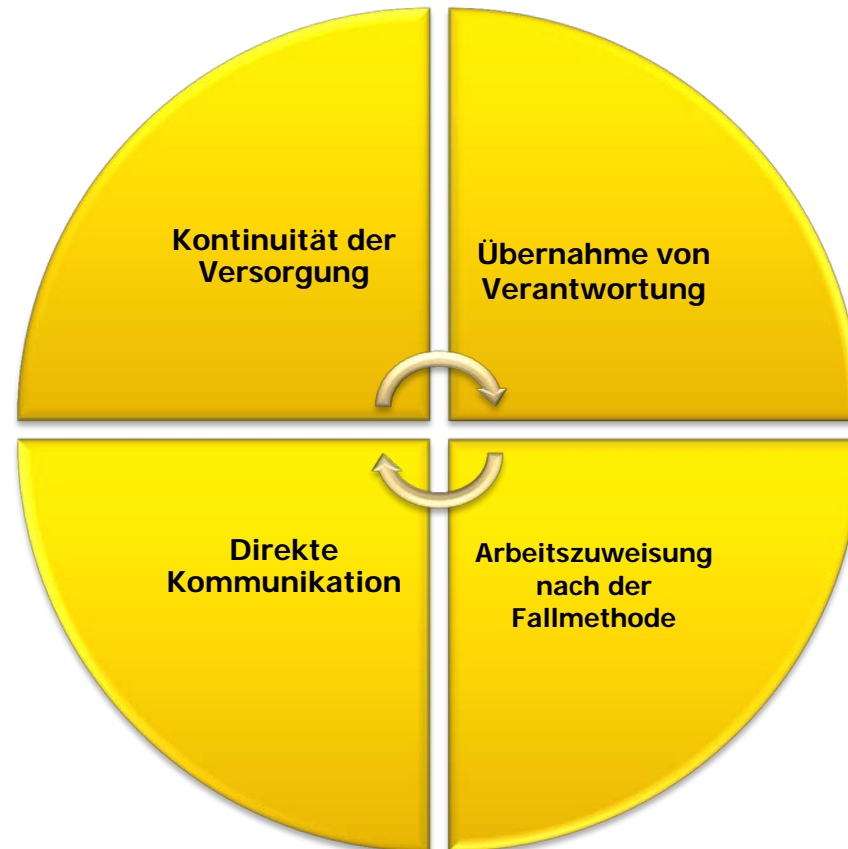 Kontinuität der
Versorgung
Übernahme von
Verantwortung
Direkte
Kommunikation
Arbeitszuweisung
nach der
Fallmethode